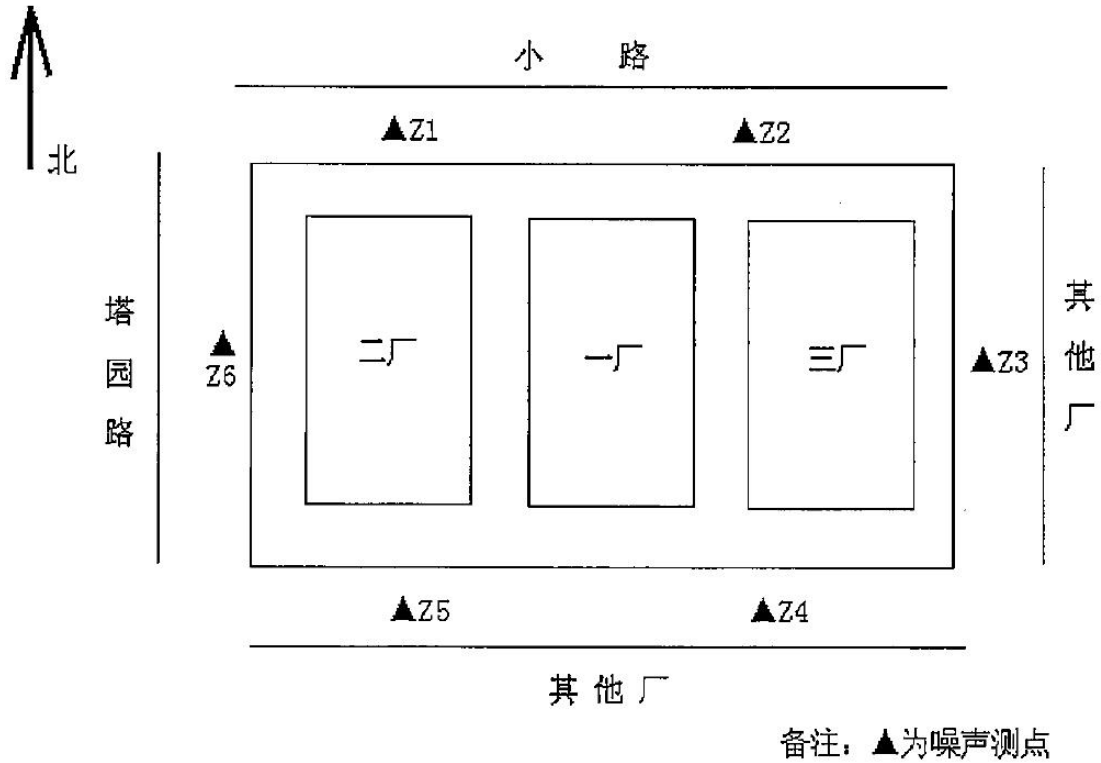 小 路
▲Z1
▲Z2
北
塔园路
▲Z6
二厂
一厂
三厂
▲Z3
其他厂
▲Z5
▲Z4
其他厂
备注：▲为噪声测点